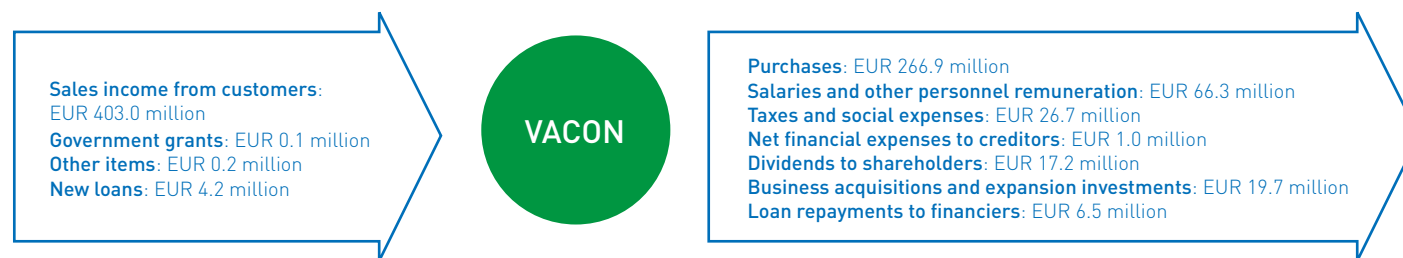 Sales income from customers:
EUR 403.0 million
Government grants: EUR 0.1 million
Other items: EUR 0.2 million
New loans: EUR 4.2 million
VACON
Purchases: EUR 266.9 million
Salaries and other personnel remuneration: EUR 66.3 million
Taxes and social expenses: EUR 26.7 million
Net financial expenses to creditors: EUR 1.0 million
Dividends to shareholders: EUR 17.2 million
Business acquisitions and expansion investments: EUR 19.7 million
Loan repayments to financiers: EUR 6.5 million